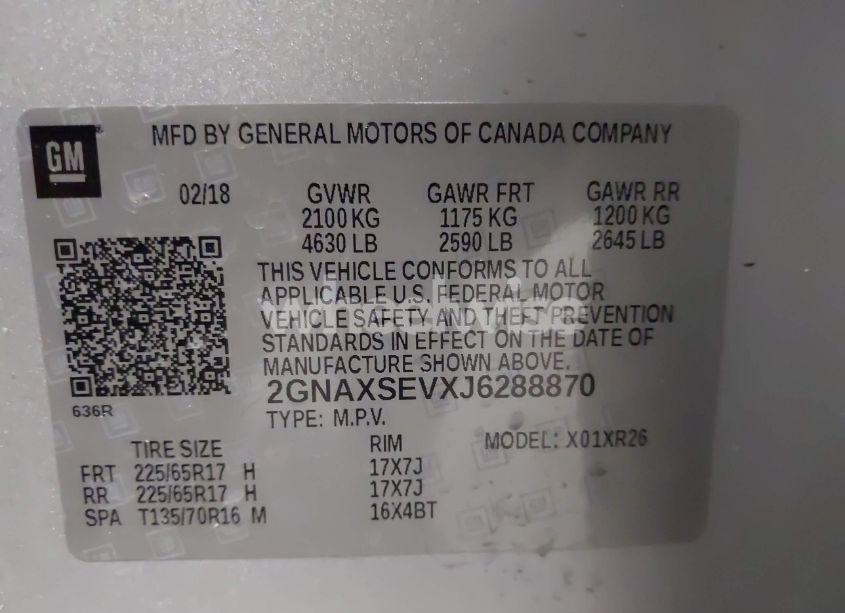 GM
MFD BY GENERAL MOTORS OF CANADA COMPANY
02/18 GVWR GAWR FRT GAWR RR
2100 KG 1175 KG 1200 KG
4630 LB 2590 LB 2645 LB
THIS VEHICLE CONFORMS TO ALL
APPLICABLE U.S. FEDERAL MOTOR
VEHICLE SAFETY AND THEFT PREVENTION
STANDARDS IN EFFECT ON THE DATE OF
MANUFACTURE SHOWN ABOVE.
2GNAXSEVXJ6288870
636R
TYPE: M.P.V.
TIRE SIZE RIM MODEL: X01XR26
FRT 225/65R17 H 17X7J
RR 225/65R17 H 17X7J
SPA T135/70R16 M 16X4BT